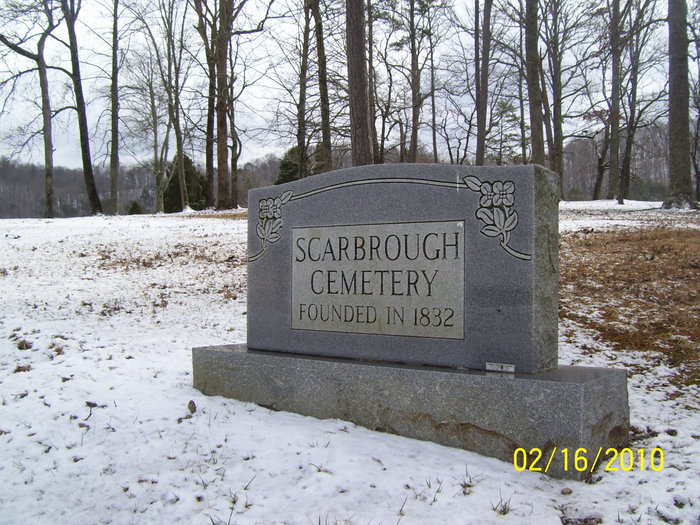 SCARBROUGH
CEMETERY
FOUNDED IN 1832
02/16/2010